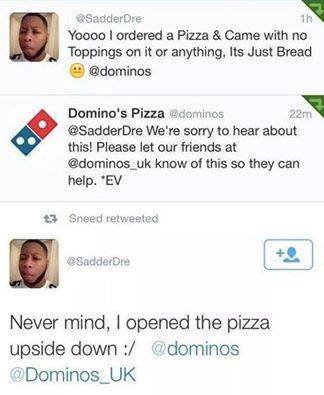 @SadderDre 1h
Yoooo I ordered a Pizza & Came with no
Toppings on it or anything, Its Just Bread
😐 @dominos
Domino's Pizza @dominos 22m
@SadderDre We're sorry to hear about
this! Please let our friends at
@dominos_uk know of this so they can
help. *EV
Sneed retweeted
@SadderDre
Never mind, I opened the pizza
upside down :/ @dominos
@Dominos_UK